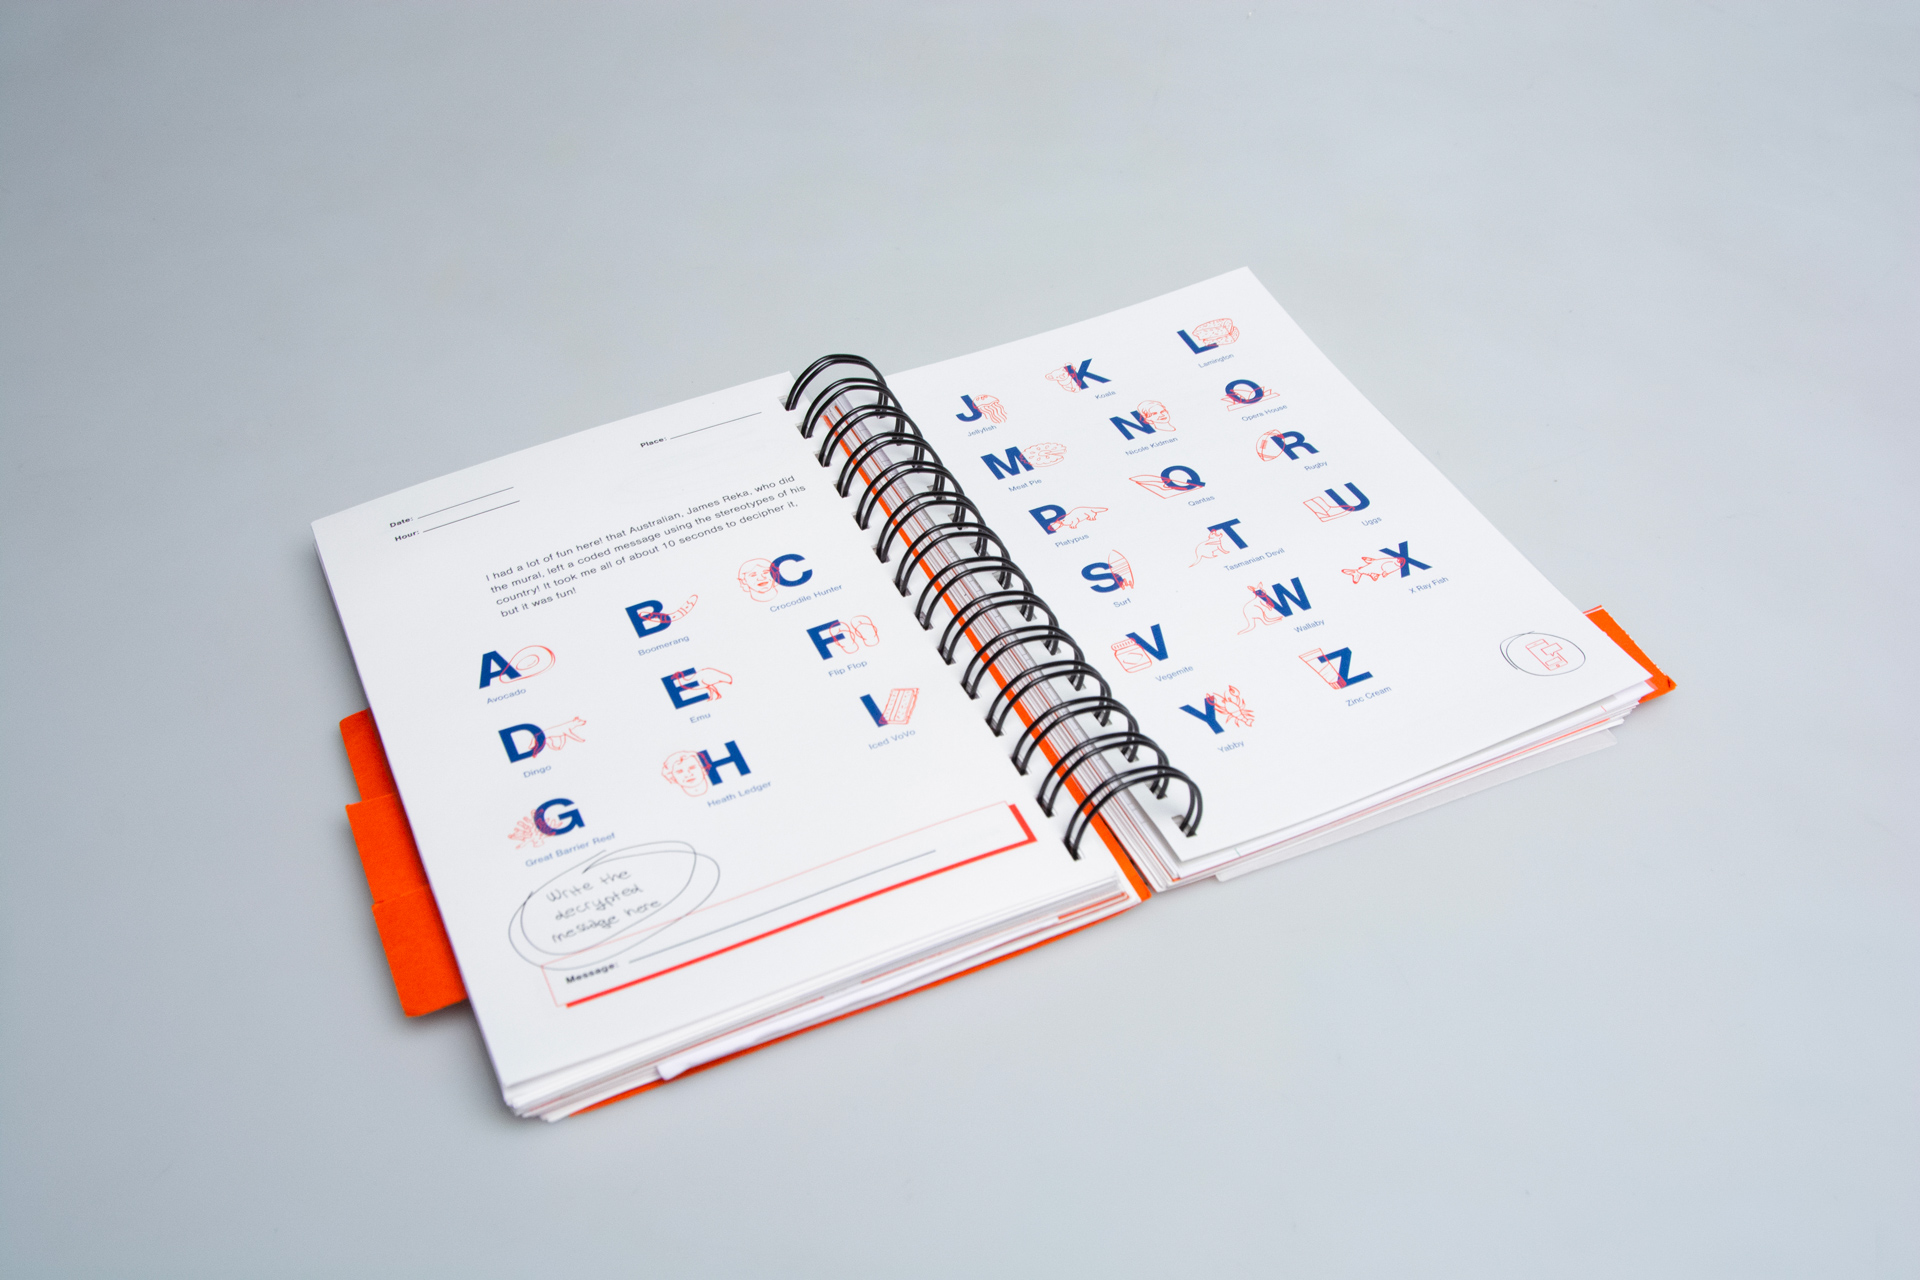 Place:
Date:
Hour:
I had a lot of fun here! that Australian, James Reka, who did
the mural, left a coded message using the stereotypes of his
country! It took me all of about 10 seconds to decipher it,
but it was fun!
A
Avocado
B
Boomerang
C
Crocodile Hunter
D
Dingo
E
Emu
F
Flip Flop
G
Great Barrier Reef
H
Heath Ledger
I
Iced VoVo
Write the
decrypted
message here
Message:
J
Jellyfish
K
Koala
L
Lamington
M
Meat Pie
N
Nicole Kidman
O
Opera House
P
Platypus
Q
Qantas
R
Rugby
S
Surf
T
Tasmanian Devil
U
Uggs
V
Vegemite
W
Wallaby
X
X Ray Fish
Y
Yabby
Z
Zinc Cream